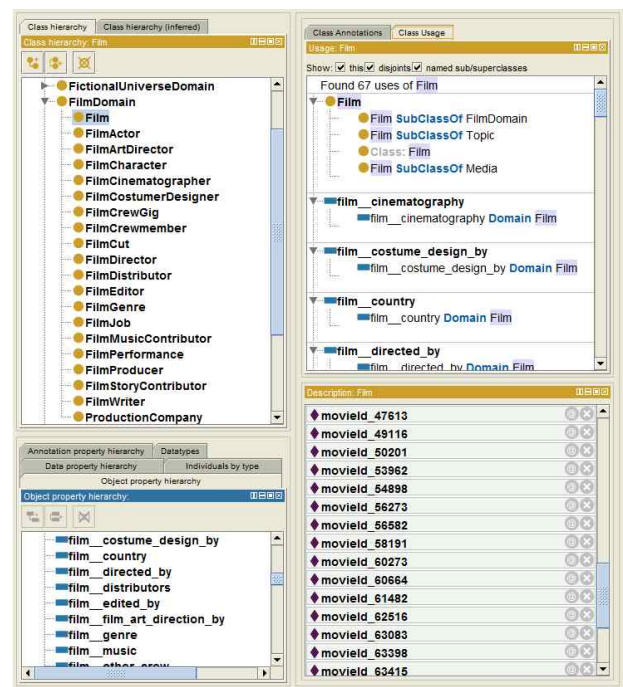 Class hierarchy Class hierarchy (inferred)
Class hierarchy: Film
FictionalUniverseDomain
FilmDomain
Film
FilmActor
FilmArtDirector
FilmCharacter
FilmCinematographer
FilmCostumerDesigner
FilmCrewGig
FilmCrewmember
FilmCut
FilmDirector
FilmDistributor
FilmEditor
FilmGenre
FilmJob
FilmMusicContributor
FilmPerformance
FilmProducer
FilmStoryContributor
FilmWriter
ProductionCompany
Annotation property hierarchy Datatypes
Data property hierarchy Individuals by type
Object property hierarchy
Object property hierarchy:
film__costume_design_by
film__country
film__directed_by
film__distributors
film__edited_by
film__film_art_direction_by
film__genre
film__music
film__other_crew
Class Annotations Class Usage
Usage: Film
Show: this disjoints named sub/superclasses
Found 67 uses of Film
Film
Film SubClassOf FilmDomain
Film SubClassOf Topic
Class: Film
Film SubClassOf Media
film__cinematography
film__cinematography Domain Film
film__costume_design_by
film__costume_design_by Domain Film
film__country
film__country Domain Film
film__directed_by
film__directed_by Domain Film
Description: Film
movieId_47613
movieId_49116
movieId_50201
movieId_53962
movieId_54898
movieId_56273
movieId_56582
movieId_58191
movieId_60273
movieId_60664
movieId_61482
movieId_62516
movieId_63083
movieId_63398
movieId_63415